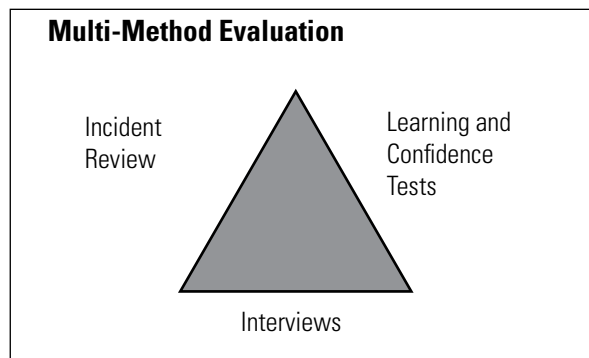 Multi-Method Evaluation
Incident
Review
Learning and
Confidence
Tests
Interviews